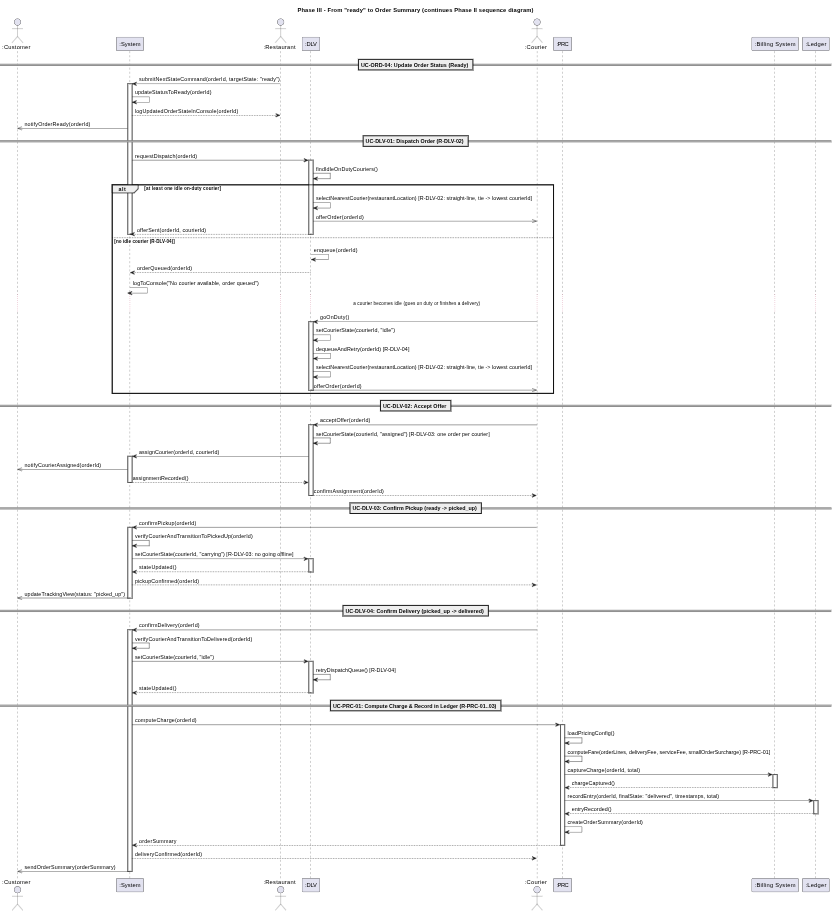 Phase III - From "ready" to Order Summary (continues Phase II sequence diagram)
:Customer :System :Restaurant :DLV :Courier :PRC :Billing System :Ledger
UC-ORD-04: Update Order Status (Ready)
submitNextStateCommand(orderId, targetState: "ready")
updateStatusToReady(orderId)
logUpdatedOrderStateInConsole(orderId)
notifyOrderReady(orderId)
UC-DLV-01: Dispatch Order (R-DLV-02)
requestDispatch(orderId)
findIdleOnDutyCouriers()
alt [at least one idle on-duty courier]
selectNearestCourier(restaurantLocation) [R-DLV-02: straight-line, tie -> lowest courierId]
offerOrder(orderId)
offerSent(orderId, courierId)
[no idle courier [R-DLV-04]]
enqueue(orderId)
orderQueued(orderId)
logToConsole("No courier available, order queued")
a courier becomes idle (goes on duty or finishes a delivery)
goOnDuty()
setCourierState(courierId, "idle")
dequeueAndRetry(orderId) [R-DLV-04]
selectNearestCourier(restaurantLocation) [R-DLV-02: straight-line, tie -> lowest courierId]
offerOrder(orderId)
UC-DLV-02: Accept Offer
acceptOffer(orderId)
setCourierState(courierId, "assigned") [R-DLV-03: one order per courier]
assignCourier(orderId, courierId)
notifyCourierAssigned(orderId)
assignmentRecorded()
confirmAssignment(orderId)
UC-DLV-03: Confirm Pickup (ready -> picked_up)
confirmPickup(orderId)
verifyCourierAndTransitionToPickedUp(orderId)
setCourierState(courierId, "carrying") [R-DLV-03: no going offline]
stateUpdated()
pickupConfirmed(orderId)
updateTrackingView(status: "picked_up")
UC-DLV-04: Confirm Delivery (picked_up -> delivered)
confirmDelivery(orderId)
verifyCourierAndTransitionToDelivered(orderId)
setCourierState(courierId, "idle")
retryDispatchQueue() [R-DLV-04]
stateUpdated()
UC-PRC-01: Compute Charge & Record in Ledger (R-PRC-01..03)
computeCharge(orderId)
loadPricingConfig()
computeFare(orderLines, deliveryFee, serviceFee, smallOrderSurcharge) [R-PRC-01]
captureCharge(orderId, total)
chargeCaptured()
recordEntry(orderId, finalState: "delivered", timestamps, total)
entryRecorded()
createOrderSummary(orderId)
orderSummary
deliveryConfirmed(orderId)
sendOrderSummary(orderSummary)
:Customer :System :Restaurant :DLV :Courier :PRC :Billing System :Ledger